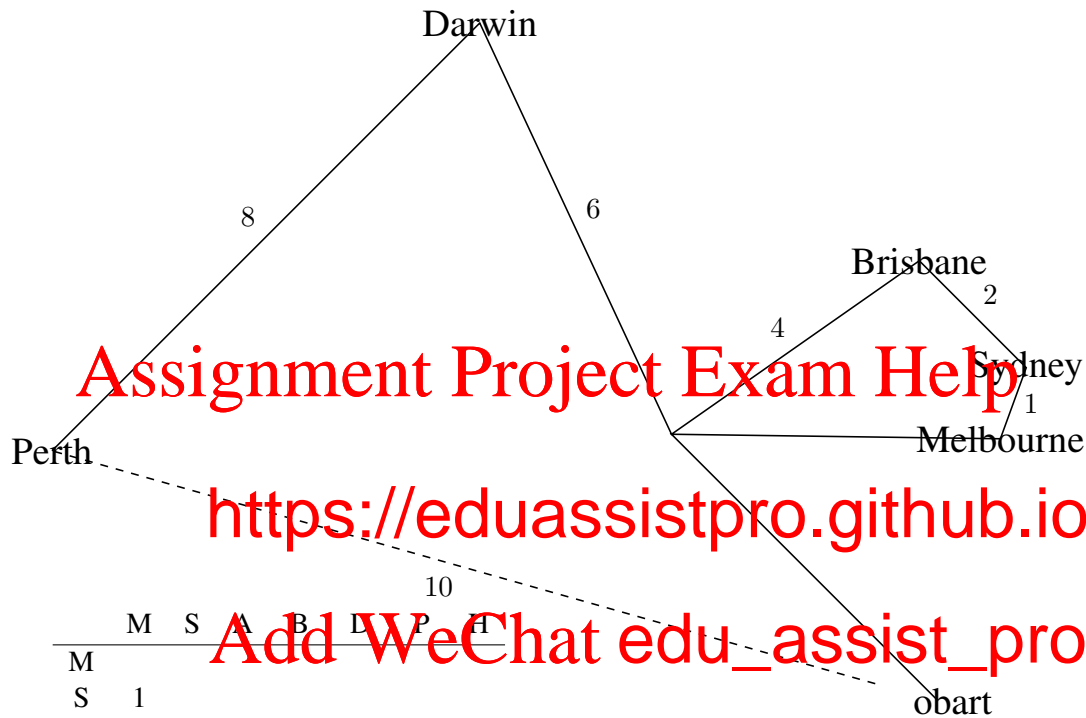 Darwin
8
6
Brisbane
2
4
Assignment Project Exam Help
Sydney
1
Perth
Melbourne
https://eduassistpro.github.io
10
M S A B D P H
Add WeChat edu_assist_pro
M
S 1
obart